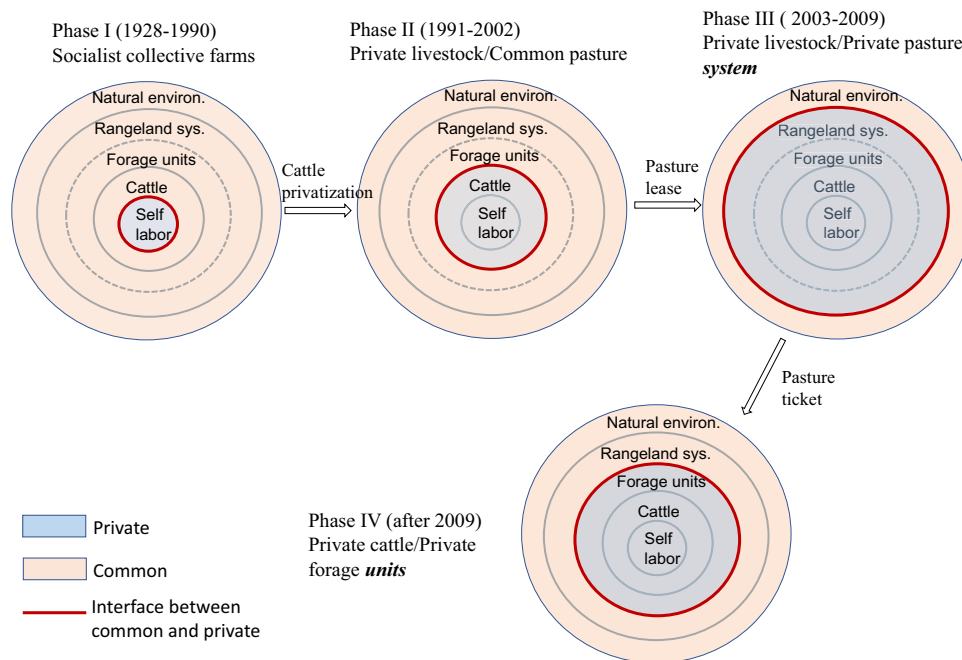 Phase I (1928-1990)
Socialist collective farms
Natural environ.
Rangeland sys.
Forage units
Cattle
Self
labor
Cattle
privatization
Phase II (1991-2002)
Private livestock/Common pasture
Natural environ.
Rangeland sys.
Forage units
Cattle
Self
labor
Pasture
lease
Phase III ( 2003-2009)
Private livestock/Private pasture
system
Natural environ.
Rangeland sys.
Forage units
Cattle
Self
labor
Pasture
ticket
Phase IV (after 2009)
Private cattle/Private
forage units
Natural environ.
Rangeland sys.
Forage units
Cattle
Self
labor
Private
Common
Interface between
common and private